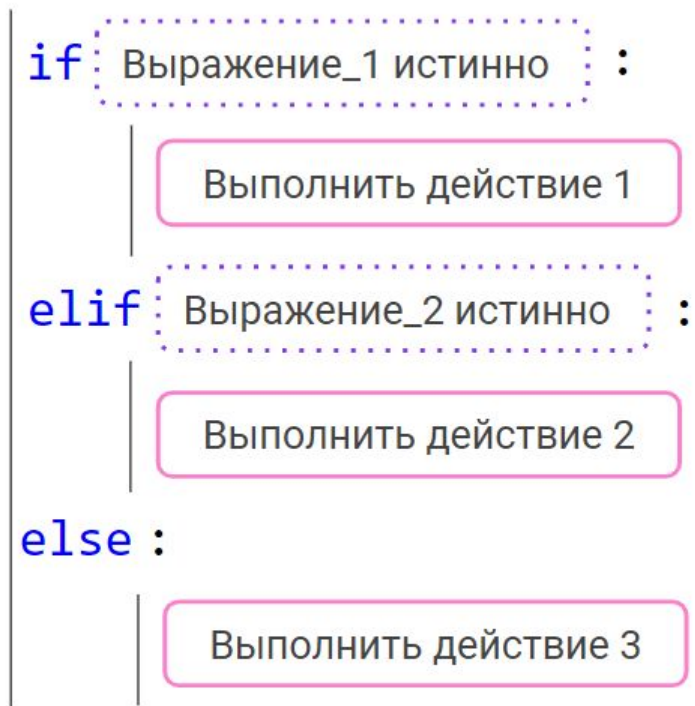 if Выражение_1 истинно :
Выполнить действие 1
elif Выражение_2 истинно :
Выполнить действие 2
else :
Выполнить действие 3